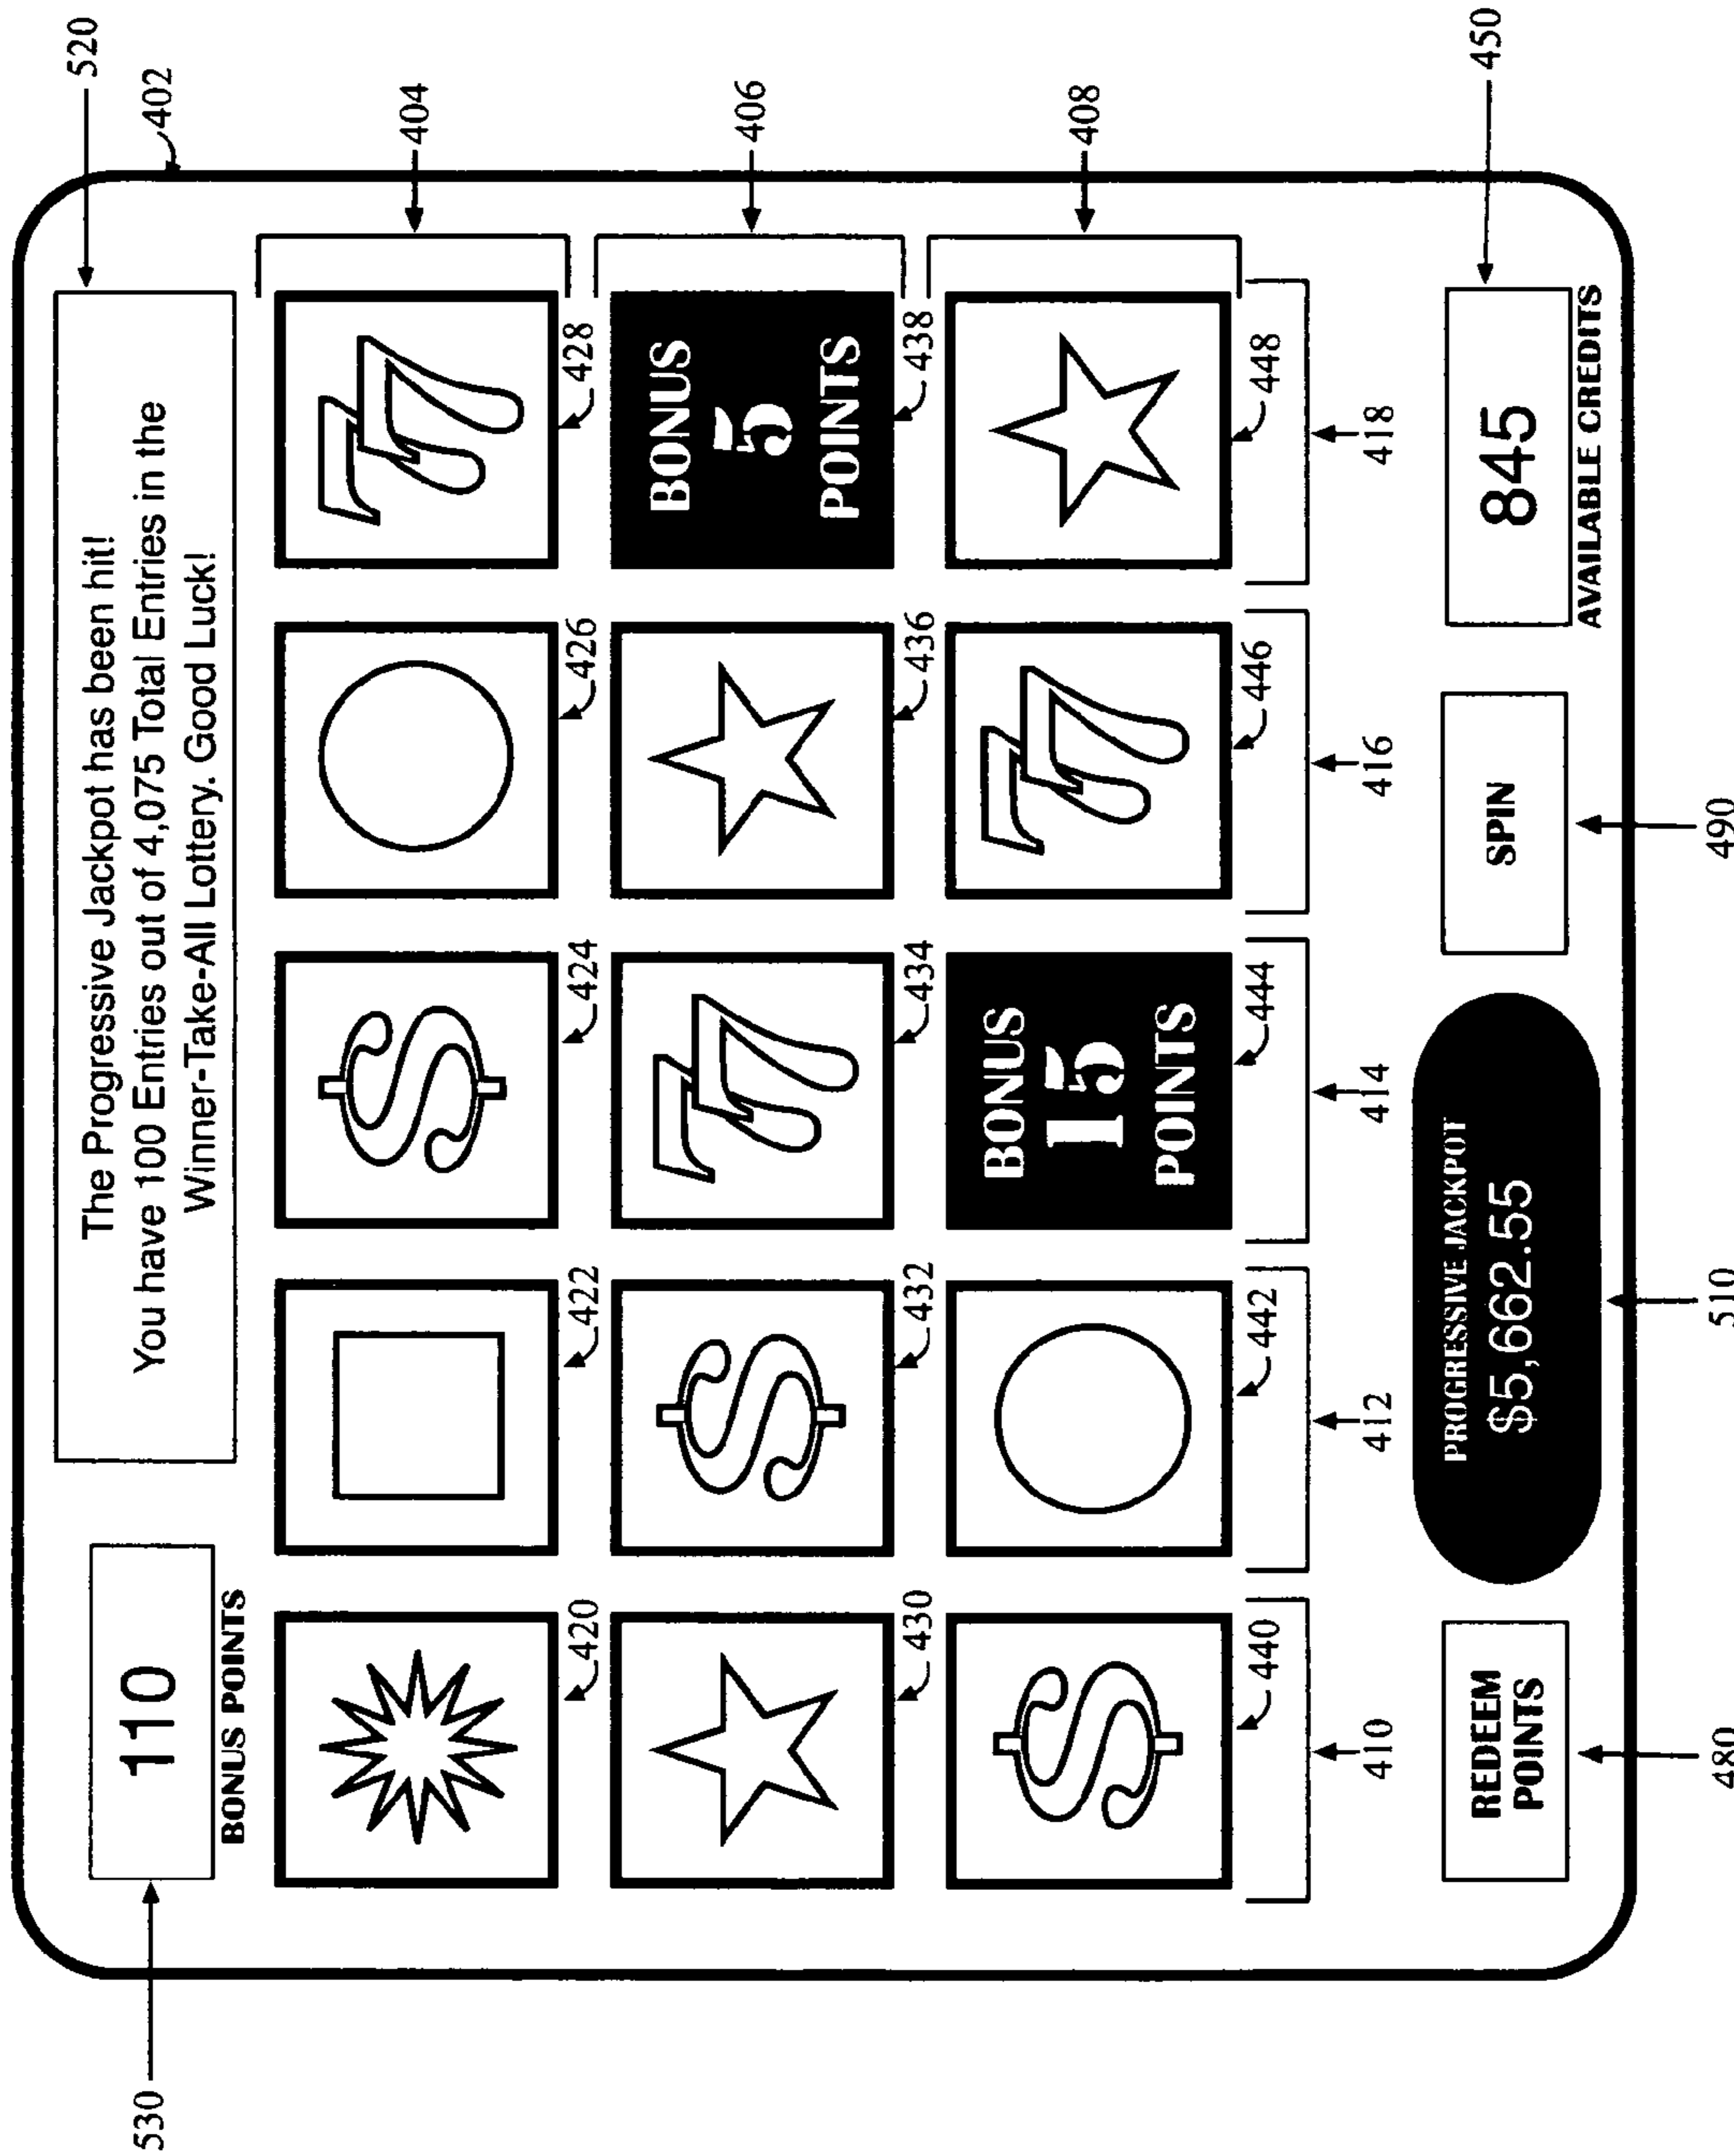 520
402
The Progressive Jackpot has been hit!
You have 100 Entries out of 4,075 Total Entries in the
Winner-Take-All Lottery. Good Luck!
530
110
BONUS POINTS
404
77
420
422
424
426
428
406
77
BONUS
5
POINTS
430
432
434
436
438
408
BONUS
15
POINTS
77
440
442
444
446
448
410
412
414
416
418
REDEEM
POINTS
PROGRESSIVE JACKPOT
$5,662.55
SPIN
845
AVAILABLE CREDITS
450
480
510
490